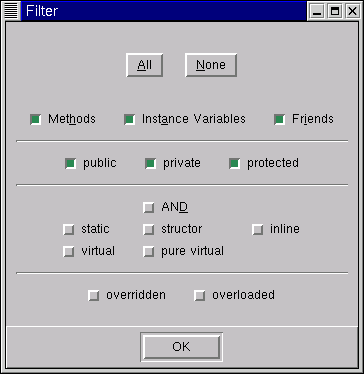 Filter
All None
Methods Instance Variables Friends
public private protected
AND
static structor inline
virtual pure virtual
overridden overloaded
OK